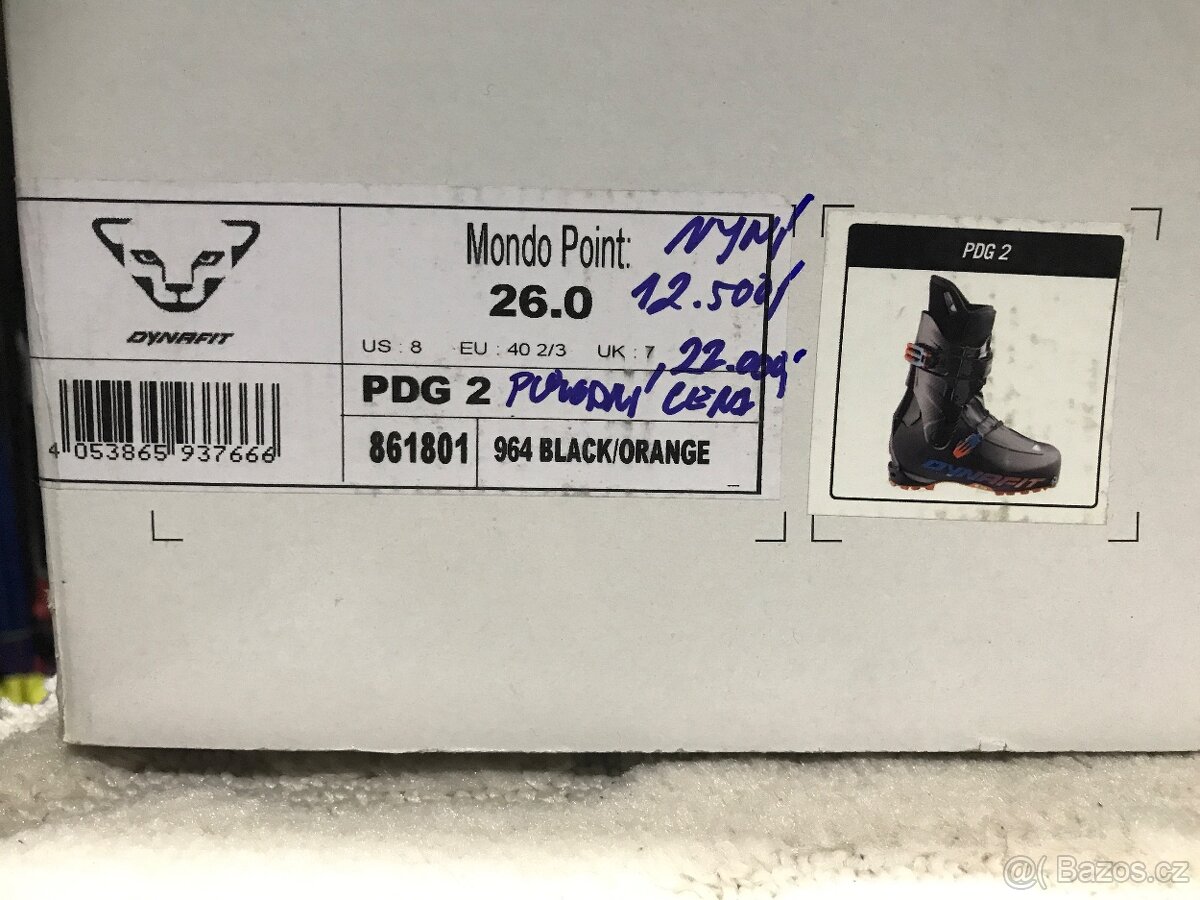 DYNAFIT
4 053865 937666
Mondo Point:
26.0
US : 8 EU : 40 2/3 UK : 7
PDG 2
861801
964 BLACK/ORANGE
NYNÍ
12.500
22.000
PŮVODNÍ CENA
PDG 2
DYNAFIT
@( Bazos.cz